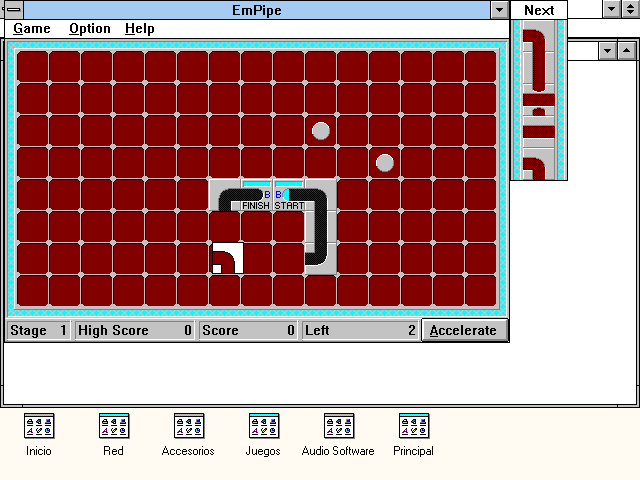 EmPipe
Next
Game Option Help
B B
FINISH START
Stage 1 High Score 0 Score 0 Left 2 Accelerate
Inicio Red Accesorios Juegos Audio Software Principal